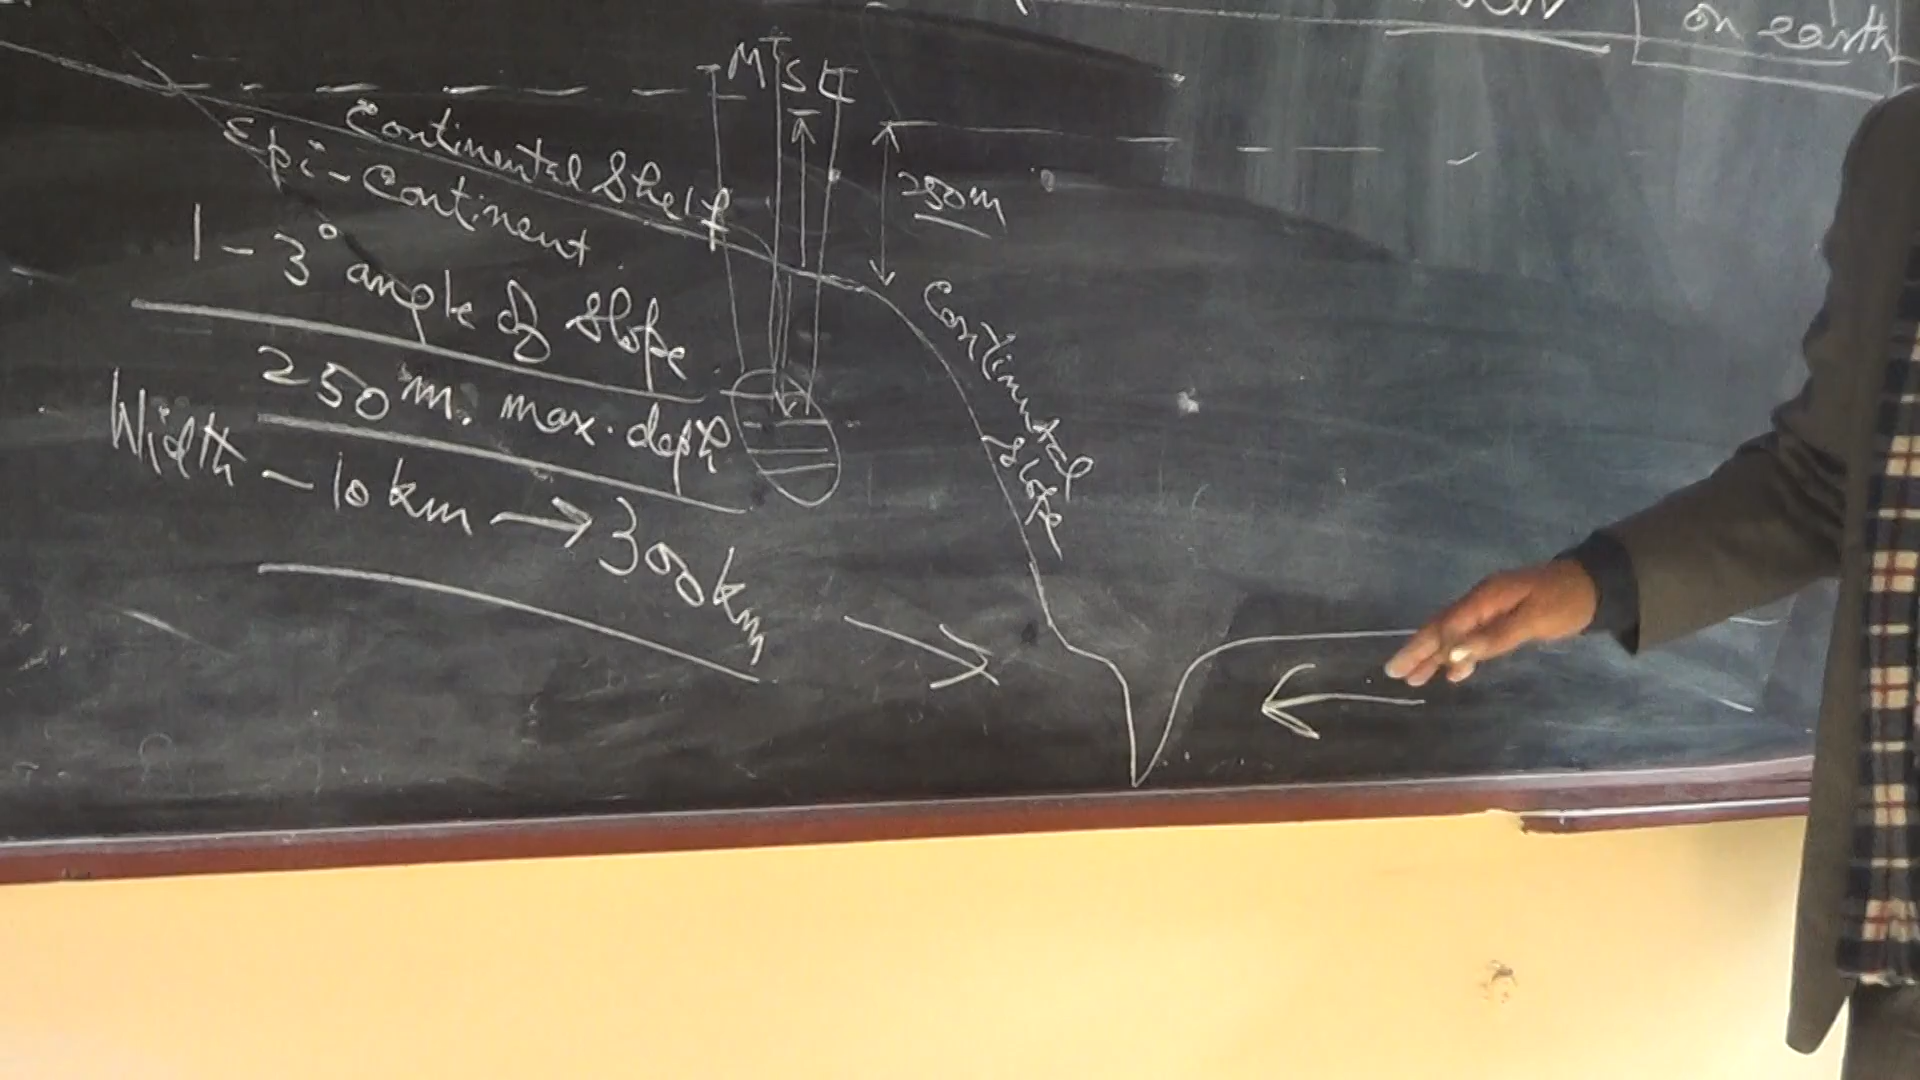 on earth
MSL
Continental Shelf
Epi-Continent
250m
1-3° angle of slope
250m. max. depth
Width - 10 km → 300 km
Continental
slope